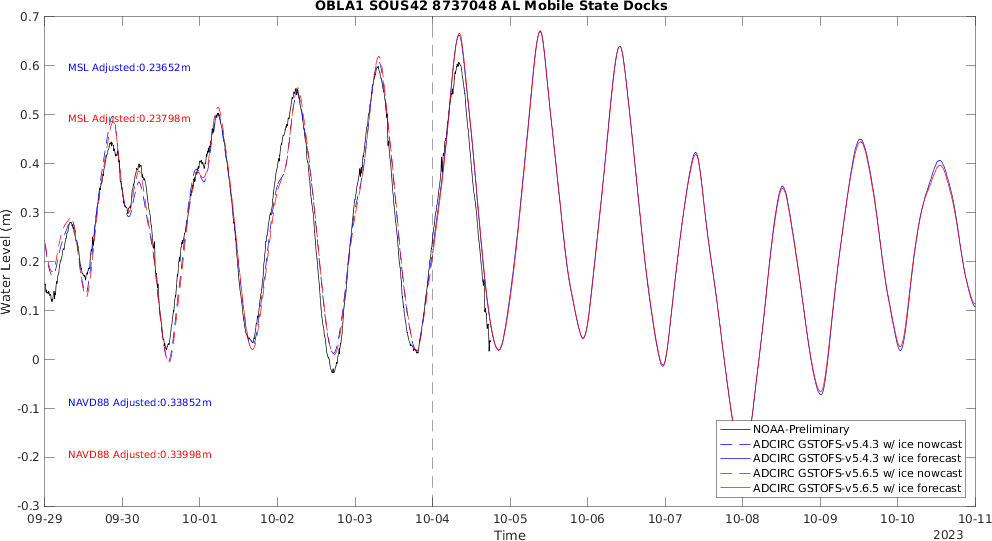 OBLA1 SOUS42 8737048 AL Mobile State Docks
0.7
0.6
0.5
0.4
0.3
0.2
0.1
0
-0.1
-0.2
-0.3
Water Level (m)
MSL Adjusted:0.23652m
MSL Adjusted:0.23798m
NAVD88 Adjusted:0.33852m
NAVD88 Adjusted:0.33998m
NOAA-Preliminary
ADCIRC GSTOFS-v5.4.3 w/ ice nowcast
ADCIRC GSTOFS-v5.4.3 w/ ice forecast
ADCIRC GSTOFS-v5.6.5 w/ ice nowcast
ADCIRC GSTOFS-v5.6.5 w/ ice forecast
09-29 09-30 10-01 10-02 10-03 10-04 10-05 10-06 10-07 10-08 10-09 10-10 10-11
Time
2023